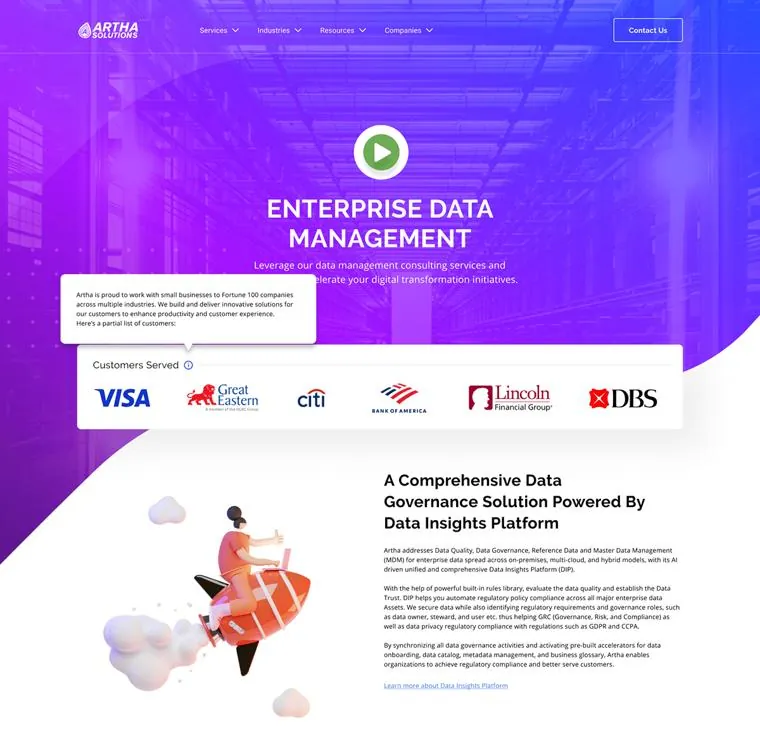 ARTHA
SOLUTIONS
Services
Industries
Resources
Companies
Contact Us
ENTERPRISE DATA
MANAGEMENT
Leverage our data management consulting services and
elerate your digital transformation initiatives.
Artha is proud to work with small businesses to Fortune 100 companies
across multiple industries. We build and deliver innovative solutions for
our customers to enhance productivity and customer experience.
Here's a partial list of customers:
Customers Served
VISA
Great
Eastern
A member of the OCBC Group
citi
BANK OF AMERICA
Lincoln
Financial Group®
DBS
A Comprehensive Data
Governance Solution Powered By
Data Insights Platform
Artha addresses Data Quality, Data Governance, Reference Data and Master Data Management
(MDM) for enterprise data spread across on-premises, multi-cloud, and hybrid models, with its AI
driven unified and comprehensive Data Insights Platform (DIP).
With the help of powerful built-in rules library, evaluate the data quality and establish the Data
Trust. DIP helps you automate regulatory policy compliance across all major enterprise data
Assets. We secure data while also identifying regulatory requirements and governance roles, such
as data owner, steward, and user etc. thus helping GRC (Governance, Risk, and Compliance) as
well as data privacy regulatory compliance with regulations such as GDPR and CCPA.
By synchronizing all data governance activities and activating pre-built accelerators for data
onboarding, data catalog, metadata management, and business glossary, Artha enables
organizations to achieve regulatory compliance and better serve customers.
Learn more about Data Insights Platform